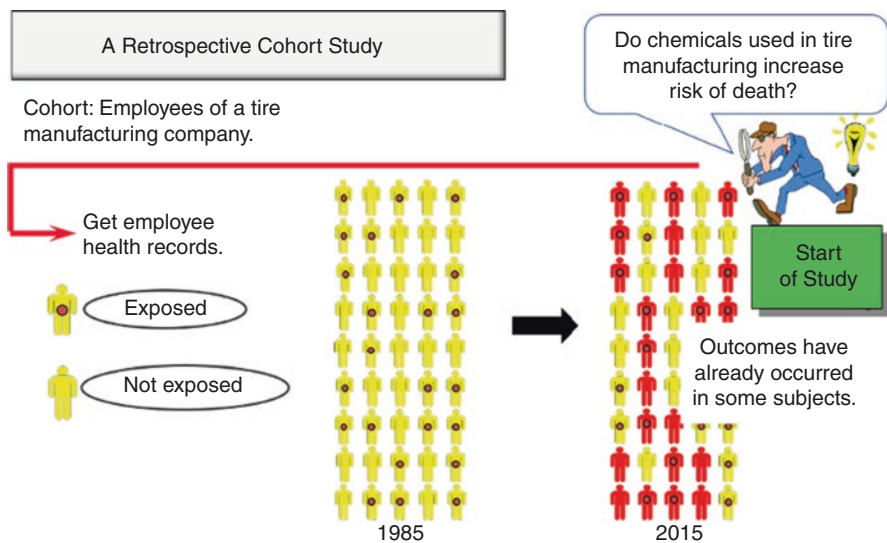 A Retrospective Cohort Study
Do chemicals used in tire
manufacturing increase
risk of death?
Cohort: Employees of a tire
manufacturing company.
Get employee
health records.
Start
of Study
Exposed
Not exposed
Outcomes have
already occurred
in some subjects.
1985
2015